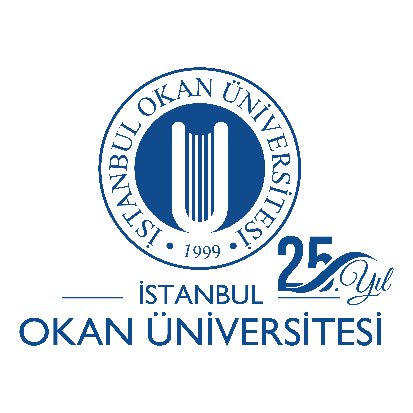 İSTANBUL OKAN ÜNİVERSİTESİ
• 1999 •
25. Yıl
İSTANBUL
OKAN ÜNİVERSİTESİ